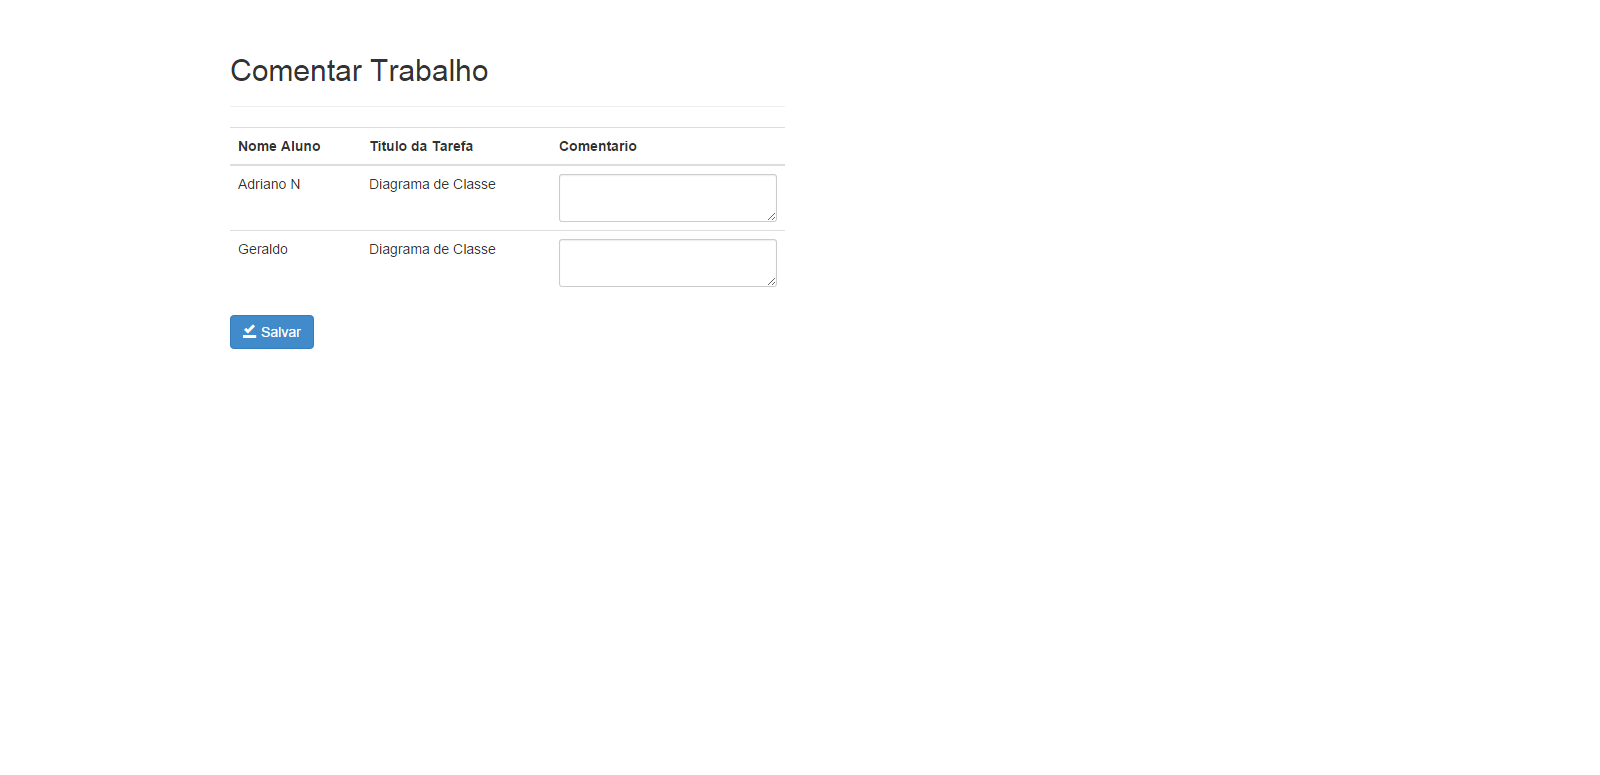 Comentar Trabalho
Nome Aluno Titulo da Tarefa Comentario
Adriano N Diagrama de Classe
Geraldo Diagrama de Classe
Salvar